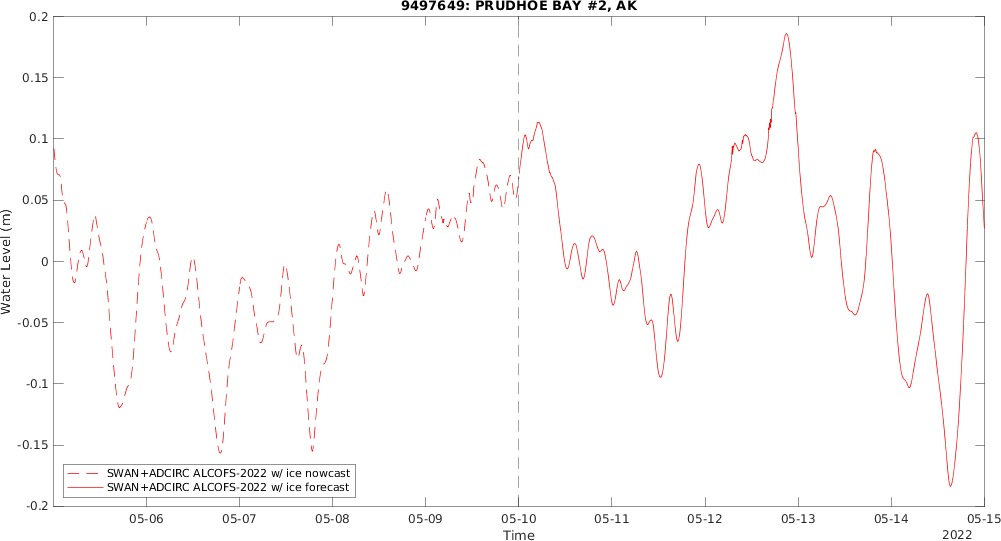 9497649: PRUDHOE BAY #2, AK
0.2
0.15
0.1
0.05
0
-0.05
-0.1
-0.15
-0.2
Water Level (m)
SWAN+ADCIRC ALCOFS-2022 w/ ice nowcast
SWAN+ADCIRC ALCOFS-2022 w/ ice forecast
05-06 05-07 05-08 05-09 05-10 05-11 05-12 05-13 05-14 05-15
Time
2022